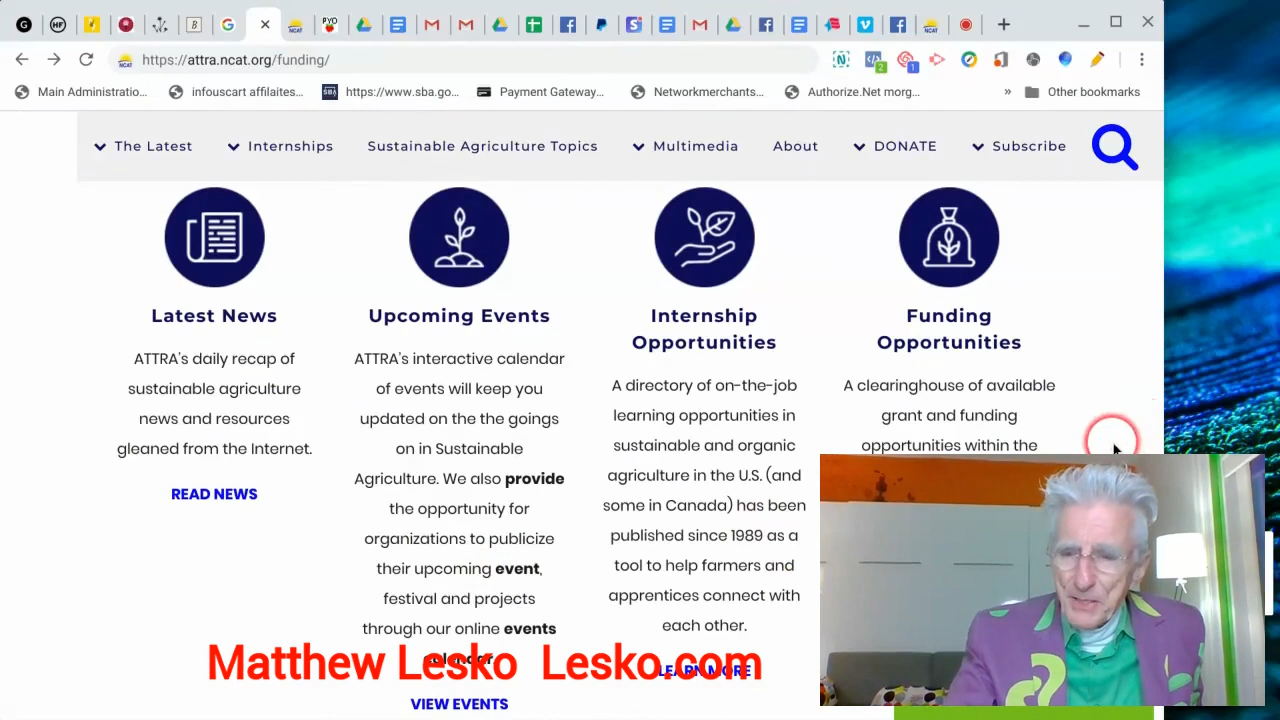 https://attra.ncat.org/funding/
Main Administratio...
infouscart affilaites...
https://www.sba.go...
Payment Gateway...
Networkmerchants...
Authorize.Net morg...
»
Other bookmarks
The Latest
Internships
Sustainable Agriculture Topics
Multimedia
About
DONATE
Subscribe
Latest News
ATTRA's daily recap of
sustainable agriculture
news and resources
gleaned from the Internet.
READ NEWS
Upcoming Events
ATTRA's interactive calendar
of events will keep you
updated on the the goings
on in Sustainable
Agriculture. We also provide
the opportunity for
organizations to publicize
their upcoming event,
festival and projects
through our online events
calendar.
VIEW EVENTS
Internship
Opportunities
A directory of on-the-job
learning opportunities in
sustainable and organic
agriculture in the U.S. (and
some in Canada) has been
published since 1989 as a
tool to help farmers and
apprentices connect with
each other.
LEARN MORE
Funding
Opportunities
A clearinghouse of available
grant and funding
opportunities within the
Matthew Lesko Lesko.com